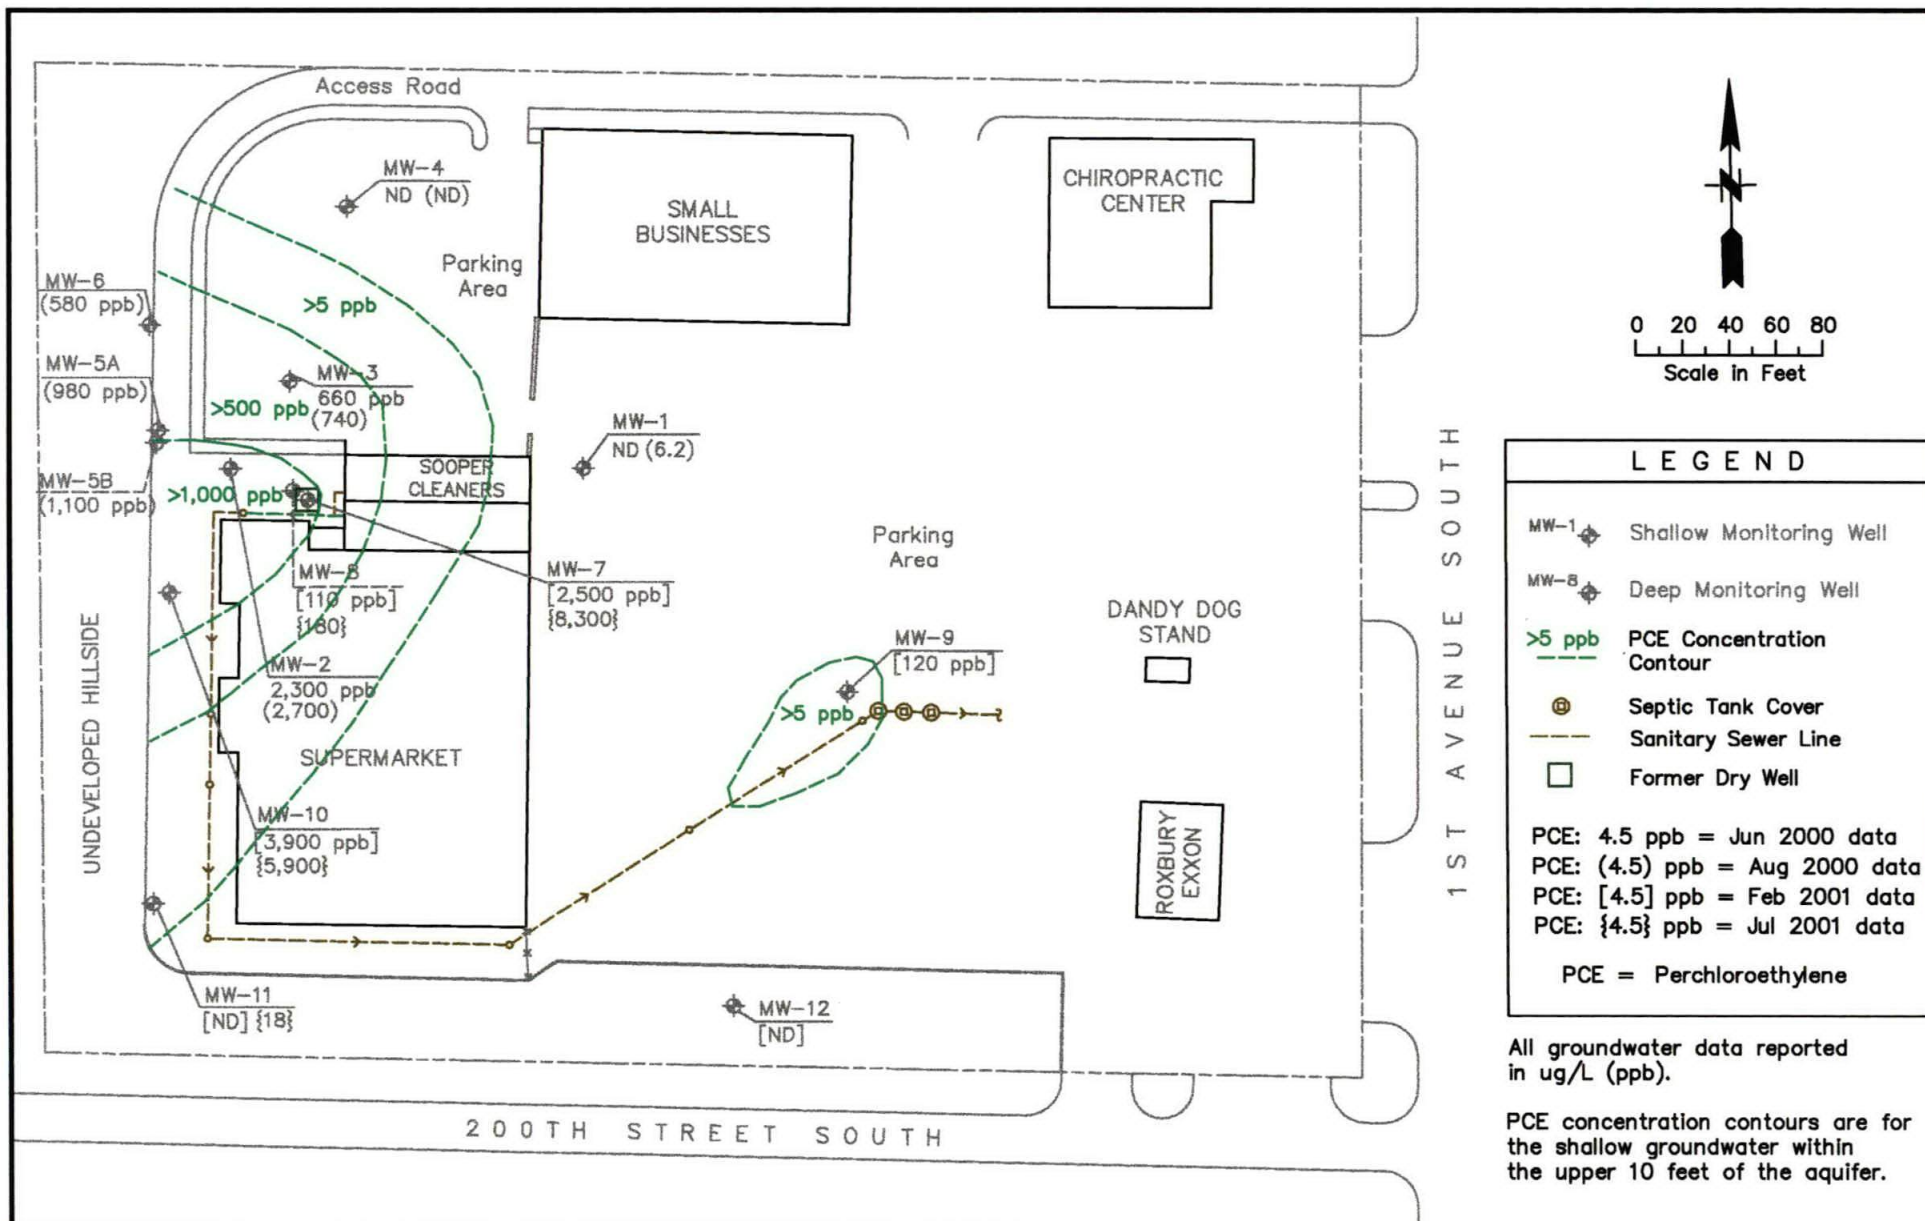 Access Road
MW-4
ND (ND)
SMALL
BUSINESSES
CHIROPRACTIC
CENTER
Parking
Area
MW-6
(580 ppb)
>5 ppb
MW-5A
(980 ppb)
MW-3
660 ppb
(740)
>500 ppb
MW-1
ND (6.2)
SOOPER
CLEANERS
MW-5B
(1,100 ppb)
>1,000 ppb
Parking
Area
MW-8
[110 ppb]
{180}
MW-7
[2,500 ppb]
{8,300}
DANDY DOG
STAND
MW-9
[120 ppb]
>5 ppb
MW-2
2,300 ppb
(2,700)
UNDEVELOPED HILLSIDE
SUPERMARKET
MW-10
[3,900 ppb]
{5,900}
ROXBURY
EXXON
MW-11
[ND] {18}
MW-12
[ND]
200TH STREET SOUTH
1ST AVENUE SOUTH
N
0 20 40 60 80
Scale in Feet
LEGEND
MW-1 Shallow Monitoring Well
MW-8 Deep Monitoring Well
>5 ppb PCE Concentration
Contour
Septic Tank Cover
Sanitary Sewer Line
Former Dry Well
PCE: 4.5 ppb = Jun 2000 data
PCE: (4.5) ppb = Aug 2000 data
PCE: [4.5] ppb = Feb 2001 data
PCE: {4.5} ppb = Jul 2001 data
PCE = Perchloroethylene
All groundwater data reported
in ug/L (ppb).
PCE concentration contours are for
the shallow groundwater within
the upper 10 feet of the aquifer.